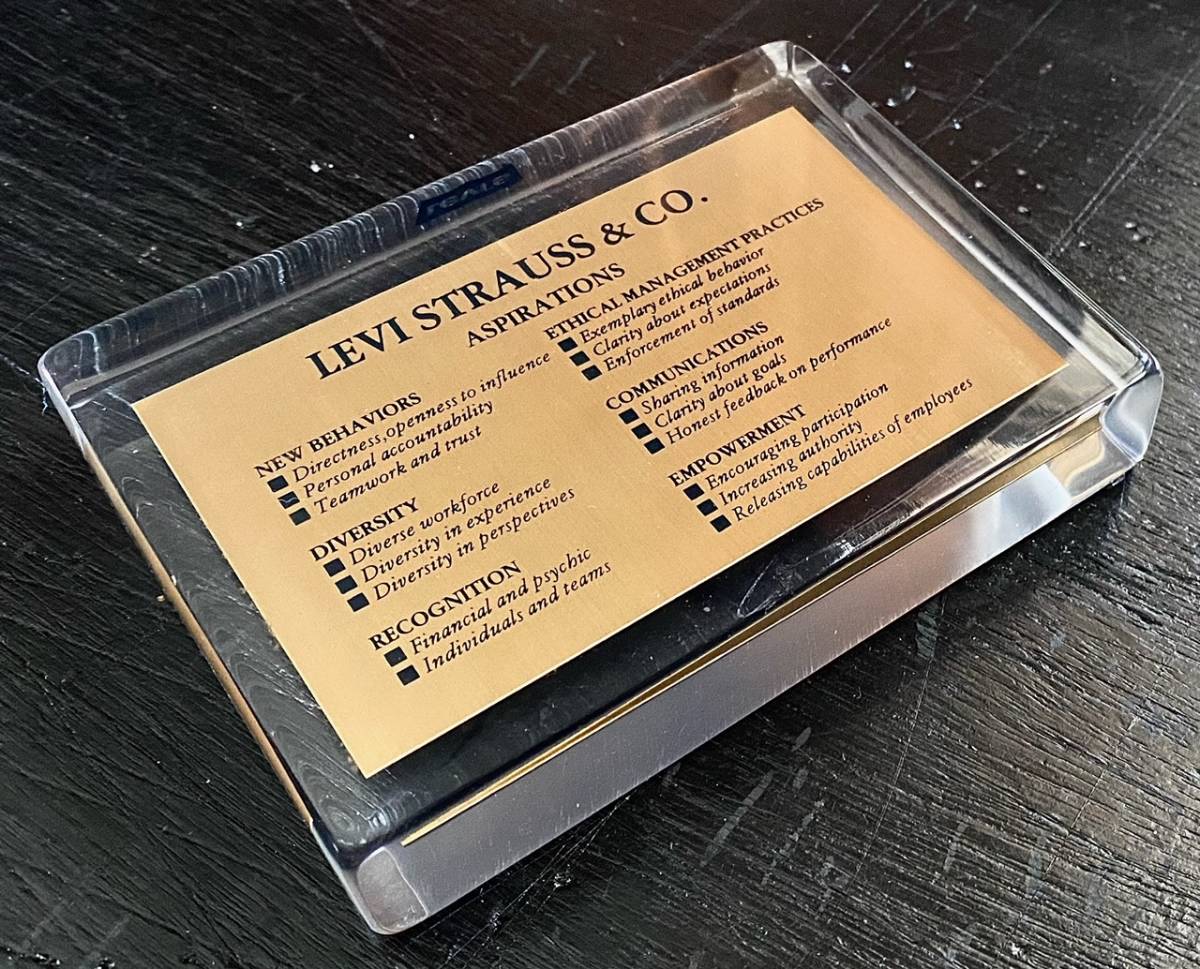 LEVI STRAUSS & CO.
ASPIRATIONS
NEW BEHAVIORS
■ Directness, openness to influence
■ Personal accountability
■ Teamwork and trust
DIVERSITY
■ Diverse workforce
■ Diversity in experience
■ Diversity in perspectives
RECOGNITION
■ Financial and psychic
■ Individuals and teams
ETHICAL MANAGEMENT PRACTICES
■ Exemplary ethical behavior
■ Clarity about expectations
■ Enforcement of standards
COMMUNICATIONS
■ Sharing information
■ Clarity about goals
■ Honest feedback on performance
EMPOWERMENT
■ Encouraging participation
■ Increasing authority
■ Releasing capabilities of employees